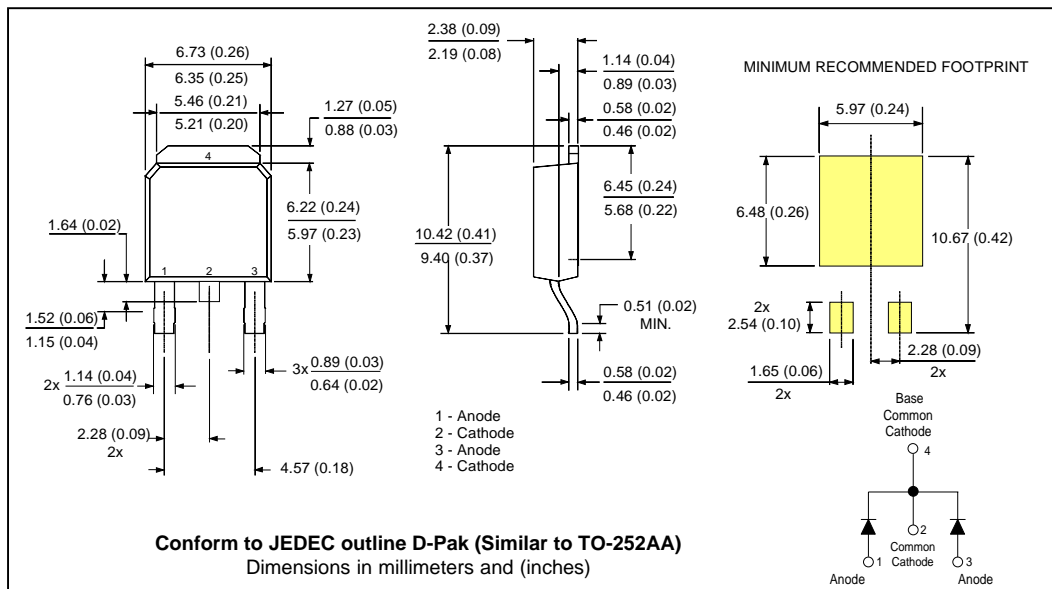 6.73 (0.26)
6.35 (0.25)
5.46 (0.21)
5.21 (0.20)
1.27 (0.05)
0.88 (0.03)
4
6.22 (0.24)
5.97 (0.23)
1.64 (0.02)
1
2
3
1.52 (0.06)
1.15 (0.04)
2x 1.14 (0.04)
0.76 (0.03)
3x 0.89 (0.03)
0.64 (0.02)
2.28 (0.09)
2x
4.57 (0.18)
2.38 (0.09)
2.19 (0.08)
1.14 (0.04)
0.89 (0.03)
0.58 (0.02)
0.46 (0.02)
6.45 (0.24)
5.68 (0.22)
10.42 (0.41)
9.40 (0.37)
0.51 (0.02)
MIN.
0.58 (0.02)
0.46 (0.02)
1 - Anode
2 - Cathode
3 - Anode
4 - Cathode
MINIMUM RECOMMENDED FOOTPRINT
5.97 (0.24)
6.48 (0.26)
10.67 (0.42)
2x
2.54 (0.10)
2.28 (0.09)
2x
1.65 (0.06)
2x
Base
Common
Cathode
4
2
Common
Cathode
1
3
Anode
Anode
Conform to JEDEC outline D-Pak (Similar to TO-252AA)
Dimensions in millimeters and (inches)